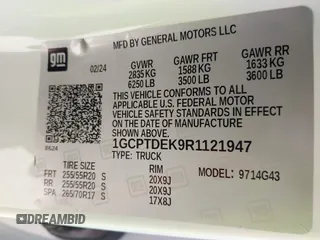 gm
MFD BY GENERAL MOTORS LLC
02/24
GVWR GAWR FRT GAWR RR
2835 KG 1588 KG 1633 KG
6250 LB 3500 LB 3600 LB
THIS VEHICLE CONFORMS TO ALL
APPLICABLE U.S. FEDERAL MOTOR
VEHICLE SAFETY STANDARDS IN EFFECT
ON THE DATE OF MANUFACTURE
SHOWN ABOVE.
1GCPTDEK9R1121947
TYPE: TRUCK
TIRE SIZE RIM MODEL: 9714G43
FRT 255/55R20 S 20X9J
RR 255/55R20 S 20X9J
SPA 265/70R17 S 17X8J
DREAMBID